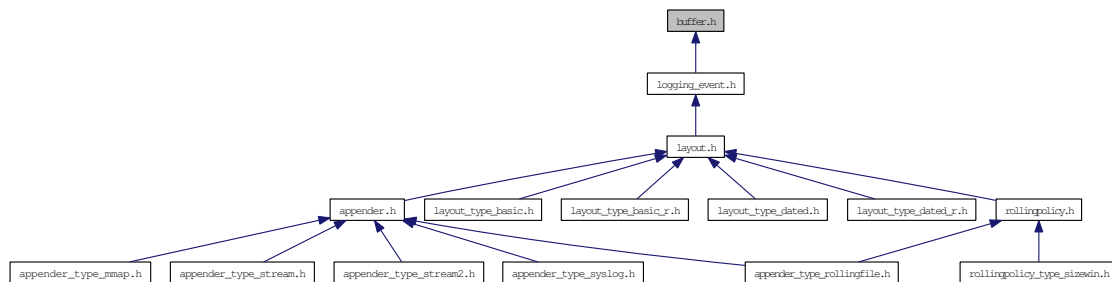 buffer.h
logging_event.h
layout.h
appender.h
layout_type_basic.h
layout_type_basic_r.h
layout_type_dated.h
layout_type_dated_r.h
rollingpolicy.h
appender_type_mmap.h
appender_type_stream.h
appender_type_stream2.h
appender_type_syslog.h
appender_type_rollingfile.h
rollingpolicy_type_sizewin.h